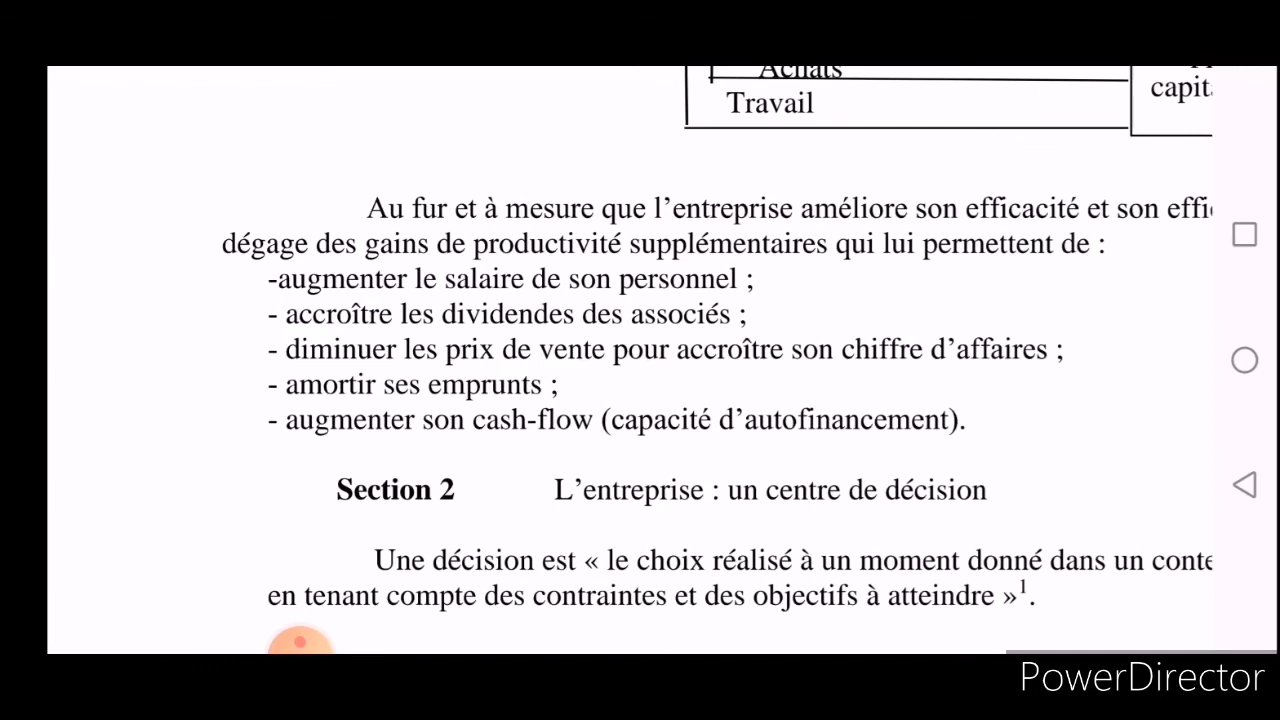 Achats
Travail
Au fur et à mesure que l’entreprise améliore son efficacité et son
dégage des gains de productivité supplémentaires qui lui permettent de :
-augmenter le salaire de son personnel ;
- accroître les dividendes des associés ;
- diminuer les prix de vente pour accroître son chiffre d’affaires ;
- amortir ses emprunts ;
- augmenter son cash-flow (capacité d’autofinancement).
Section 2 L’entreprise : un centre de décision
Une décision est « le choix réalisé à un moment donné dans un
en tenant compte des contraintes et des objectifs à atteindre »¹.
PowerDirector